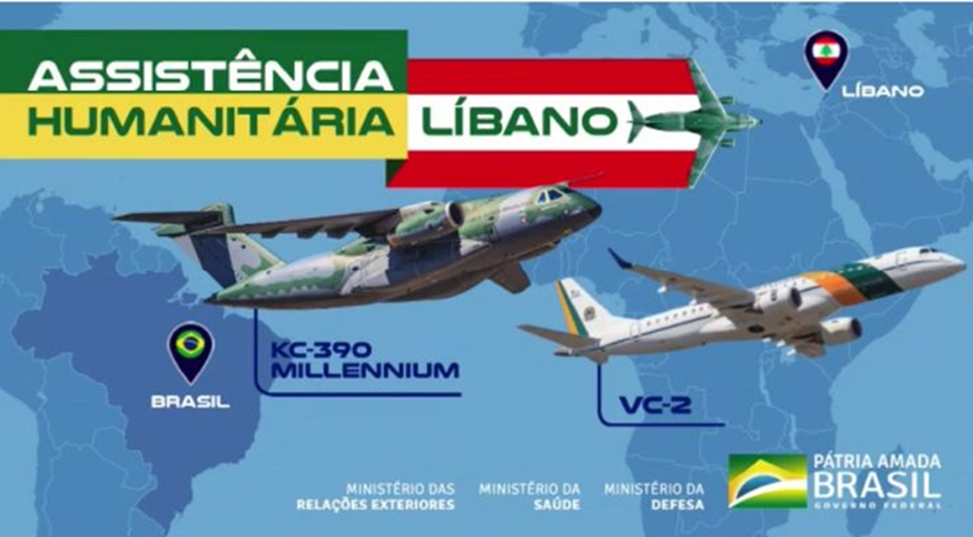 ASSISTÊNCIA
HUMANITÁRIA
LÍBANO
LÍBANO
KC-390
MILLENNIUM
BRASIL
VC-2
MINISTÉRIO DAS
RELAÇÕES EXTERIORES
MINISTÉRIO DA
SAÚDE
MINISTÉRIO DA
DEFESA
PÁTRIA AMADA
BRASIL
GOVERNO FEDERAL